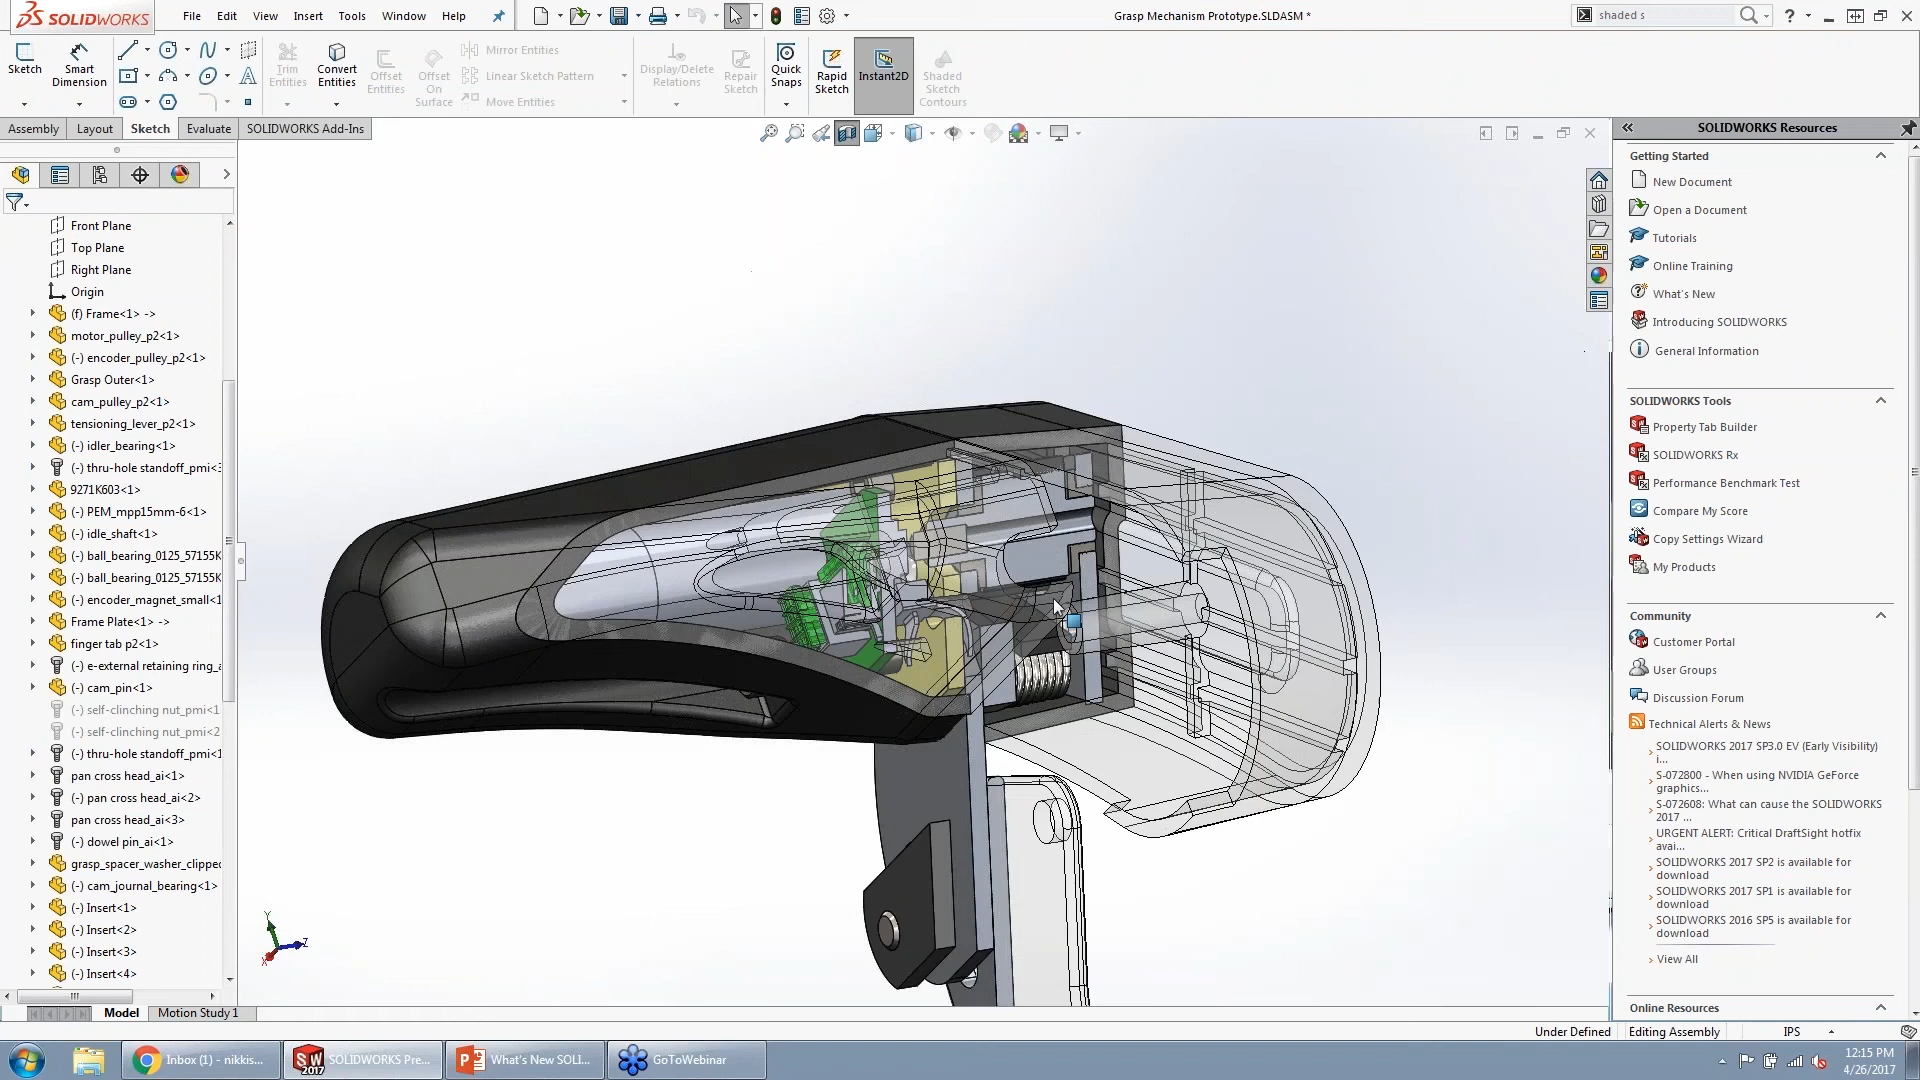 SOLIDWORKS
File Edit View Insert Tools Window Help
Grasp Mechanism Prototype.SLDASM *
shaded s
Sketch
Smart Dimension
Trim Entities
Convert Entities
Offset Entities
Offset On Surface
Mirror Entities
Linear Sketch Pattern
Move Entities
Display/Delete Relations
Repair Sketch
Quick Snaps
Rapid Sketch
Instant2D
Shaded Sketch Contours
Assembly Layout Sketch Evaluate SOLIDWORKS Add-Ins
Front Plane
Top Plane
Right Plane
Origin
(f) Frame<1> ->
motor_pulley_p2<1>
(-) encoder_pulley_p2<1>
Grasp Outer<1>
cam_pulley_p2<1>
tensioning_lever_p2<1>
(-) idler_bearing<1>
(-) thru-hole standoff_pmi<3
9271K603<1>
(-) PEM_mpp15mm-6<1>
(-) idle_shaft<1>
(-) ball_bearing_0125_57155K
(-) ball_bearing_0125_57155K
(-) encoder_magnet_small<1
Frame Plate<1> ->
finger tab p2<1>
(-) e-external retaining ring_a
(-) cam_pin<1>
(-) self-clinching nut_pmi<1
(-) self-clinching nut_pmi<2
(-) thru-hole standoff_pmi<1
pan cross head_ai<1>
(-) pan cross head_ai<2>
pan cross head_ai<3>
(-) dowel pin_ai<1>
grasp_spacer_washer_clipped
(-) cam_journal_bearing<1>
(-) Insert<1>
(-) Insert<2>
(-) Insert<3>
(-) Insert<4>
Y
Z
X
Model Motion Study 1
SOLIDWORKS Resources
Getting Started
New Document
Open a Document
Tutorials
Online Training
What's New
Introducing SOLIDWORKS
General Information
SOLIDWORKS Tools
Property Tab Builder
SOLIDWORKS Rx
Performance Benchmark Test
Compare My Score
Copy Settings Wizard
My Products
Community
Customer Portal
User Groups
Discussion Forum
Technical Alerts & News
SOLIDWORKS 2017 SP3.0 EV (Early Visibility)
i...
S-072800 - When using NVIDIA GeForce
graphics...
S-072608: What can cause the SOLIDWORKS
2017 ...
URGENT ALERT: Critical DraftSight hotfix
avai...
SOLIDWORKS 2017 SP2 is available for
download
SOLIDWORKS 2017 SP1 is available for
download
SOLIDWORKS 2016 SP5 is available for
download
View All
Online Resources
Under Defined Editing Assembly IPS
Inbox (1) - nikkis...
SW 2017
SOLIDWORKS Pre...
What's New SOLI...
GoToWebinar
12:15 PM
4/26/2017